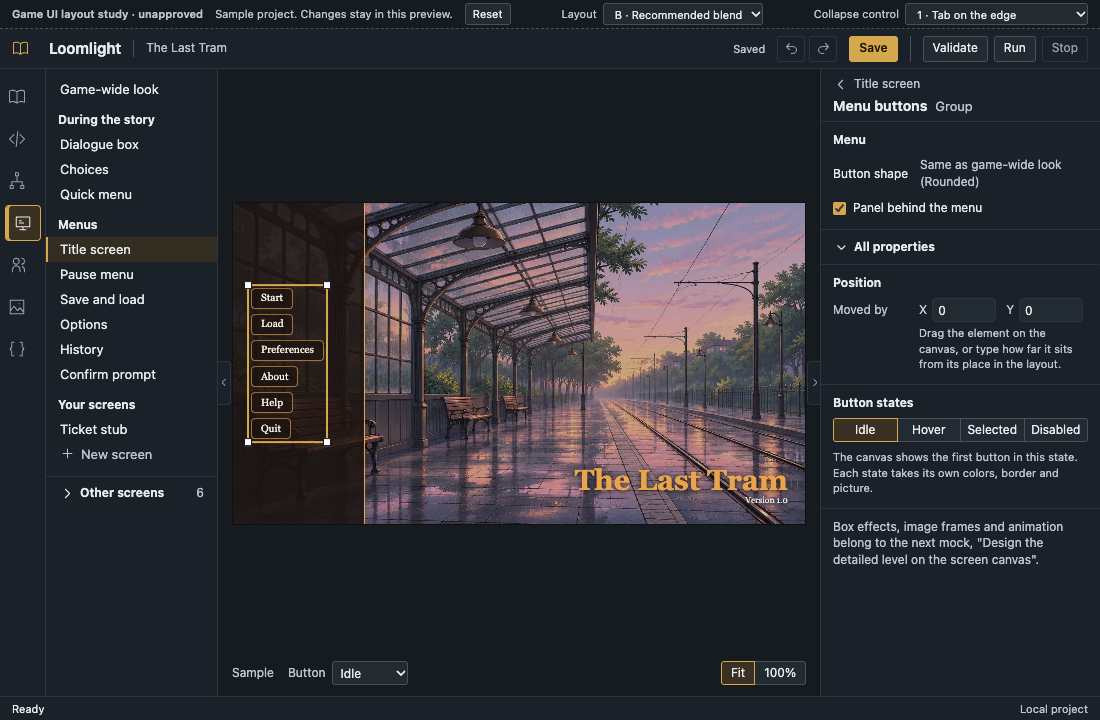 Game UI layout study · unapproved Sample project. Changes stay in this preview. Reset Layout B · Recommended blend Collapse control 1 · Tab on the edge
Loomlight The Last Tram Saved Save Validate Run Stop
Game-wide look
During the story
Dialogue box
Choices
Quick menu
Menus
Title screen
Pause menu
Save and load
Options
History
Confirm prompt
Your screens
Ticket stub
+ New screen
Other screens 6
Start
Load
Preferences
About
Help
Quit
The Last Tram
Version 1.0
Sample Button Idle Fit 100%
Title screen
Menu buttons Group
Menu
Button shape Same as game-wide look
(Rounded)
Panel behind the menu
All properties
Position
Moved by X 0 Y 0
Drag the element on the
canvas, or type how far it sits
from its place in the layout.
Button states
Idle Hover Selected Disabled
The canvas shows the first button in this state.
Each state takes its own colors, border and
picture.
Box effects, image frames and animation
belong to the next mock, "Design the
detailed level on the screen canvas".
Ready Local project